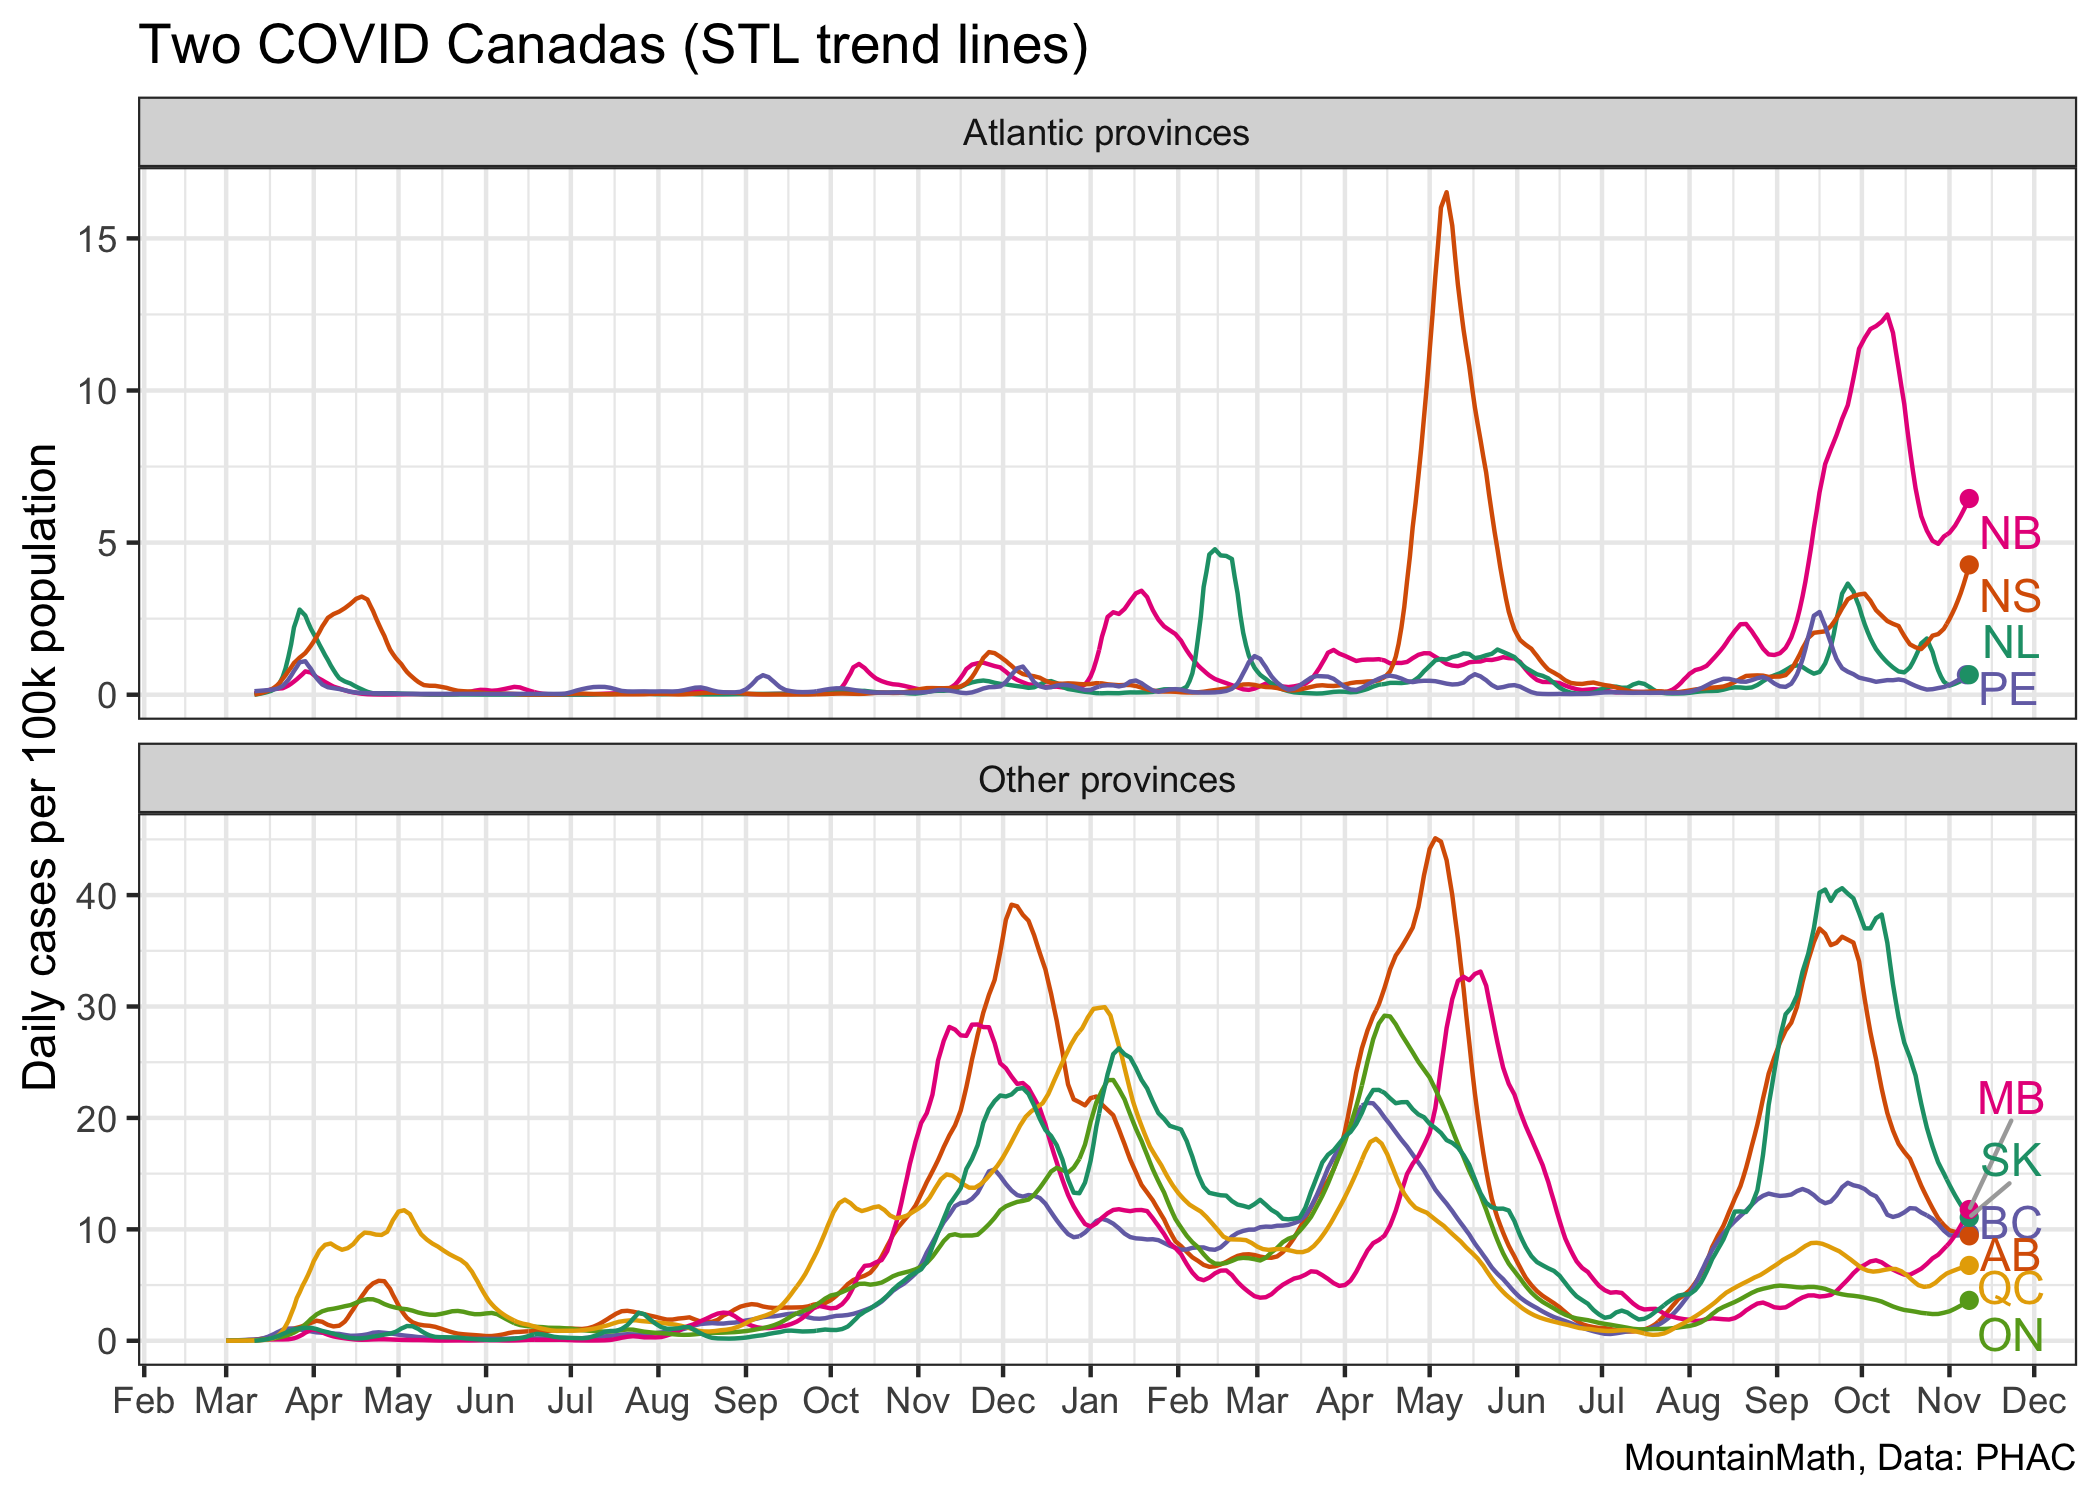 Two COVID Canadas (STL trend lines)
Atlantic provinces
15
10
5
0
NB
NS
NL
PE
Daily cases per 100k population
Other provinces
40
30
20
10
0
MB
SK
BC
AB
QC
ON
Feb Mar Apr May Jun Jul Aug Sep Oct Nov Dec Jan Feb Mar Apr May Jun Jul Aug Sep Oct Nov Dec
MountainMath, Data: PHAC